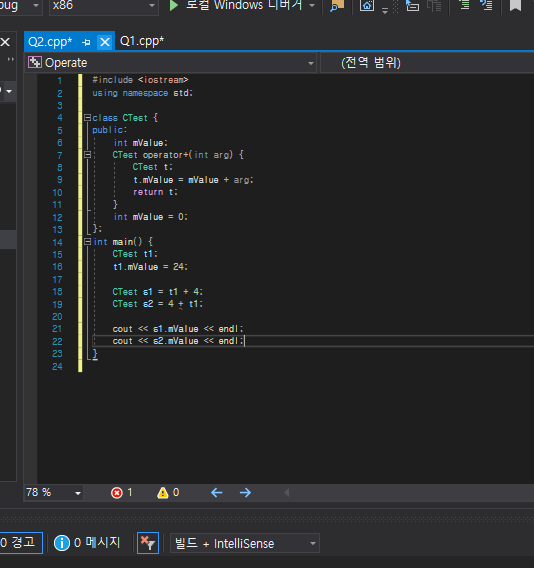 bug x86 로컬 Windows 디버거
Q2.cpp* Q1.cpp*
Operate (전역 범위)
1 #include <iostream>
2 using namespace std;
3
4 class CTest {
5 public:
6 int mValue;
7 CTest operator+(int arg) {
8 CTest t;
9 t.mValue = mValue + arg;
10 return t;
11 }
12 int mValue = 0;
13 };
14 int main() {
15 CTest t1;
16 t1.mValue = 24;
17
18 CTest s1 = t1 + 4;
19 CTest s2 = 4 + t1;
20
21 cout << s1.mValue << endl;
22 cout << s2.mValue << endl;
23 }
24
78 % 1 0
0 경고 0 메시지 빌드 + IntelliSense